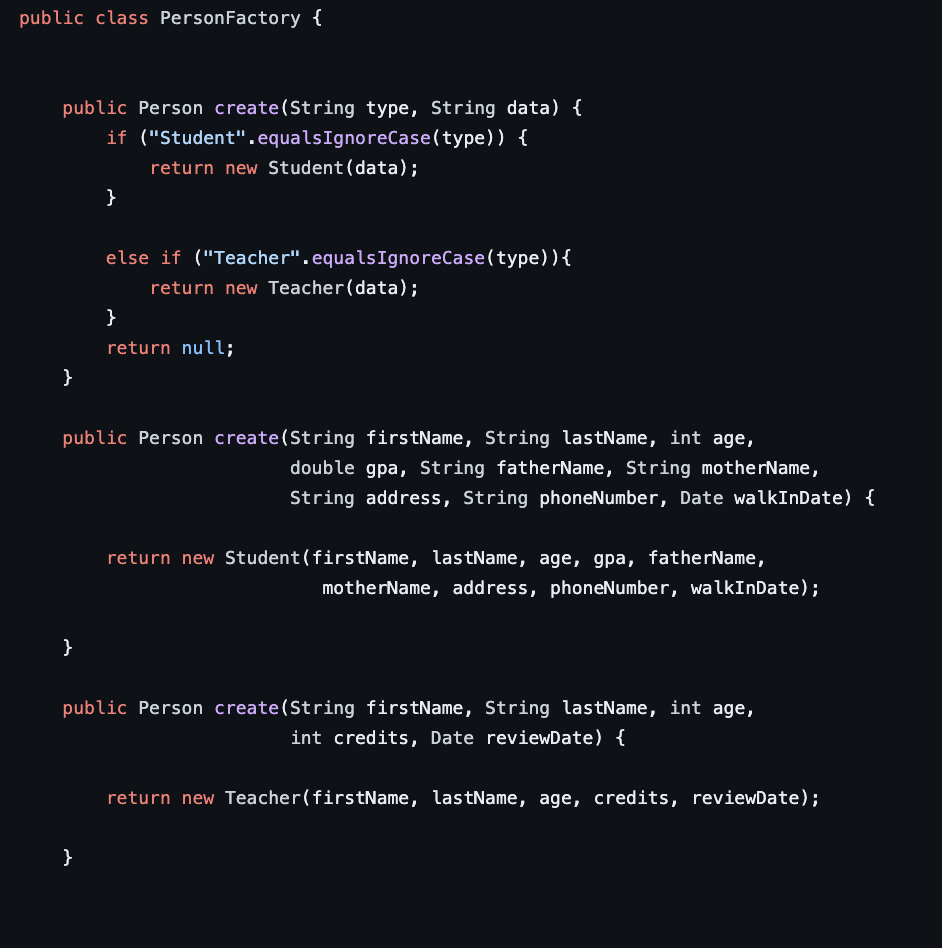 public class PersonFactory {
public Person create(String type, String data) {
if ("Student".equalsIgnoreCase(type)) {
return new Student(data);
}
else if ("Teacher".equalsIgnoreCase(type)){
return new Teacher(data);
}
return null;
}
public Person create(String firstName, String lastName, int age,
double gpa, String fatherName, String motherName,
String address, String phoneNumber, Date walkInDate) {
return new Student(firstName, lastName, age, gpa, fatherName,
motherName, address, phoneNumber, walkInDate);
}
public Person create(String firstName, String lastName, int age,
int credits, Date reviewDate) {
return new Teacher(firstName, lastName, age, credits, reviewDate);
}